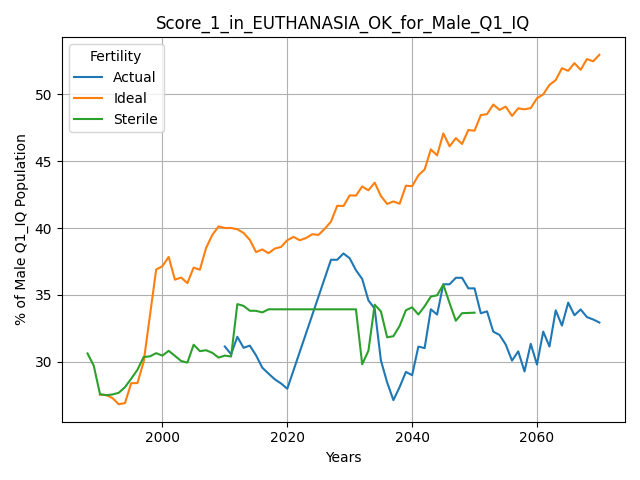 Score_1_in_EUTHANASIA_OK_for_Male_Q1_IQ
Fertility
Actual
Ideal
Sterile
% of Male Q1_IQ Population
50
45
40
35
30
2000
2020
2040
2060
Years